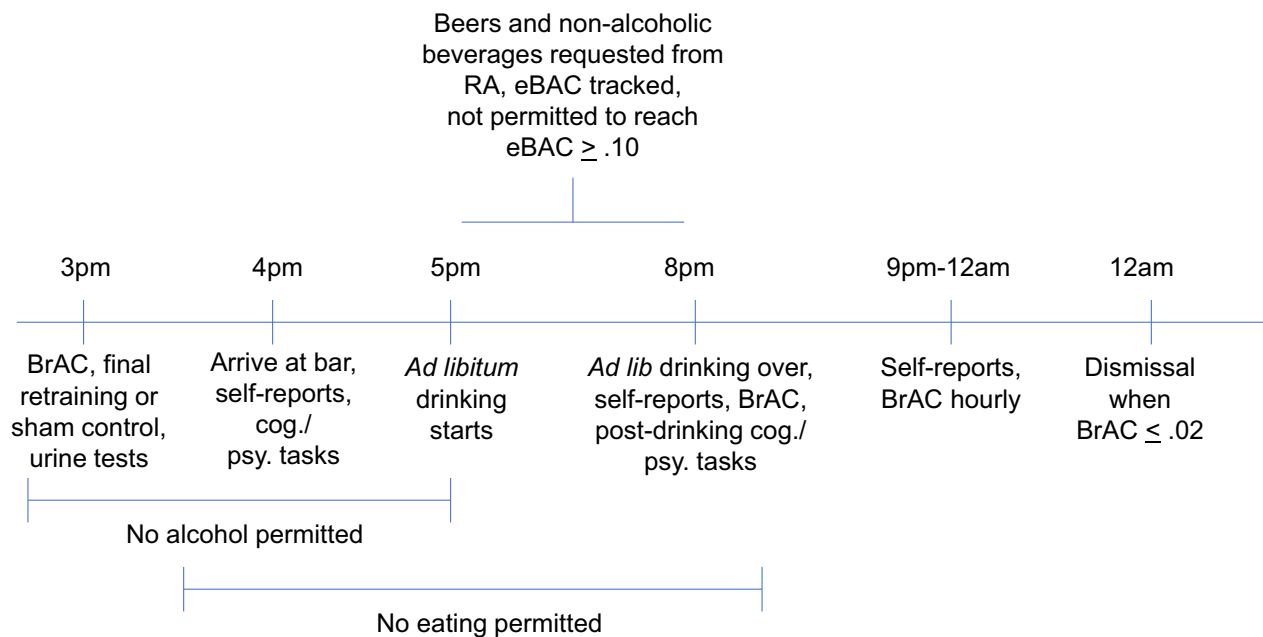 Beers and non-alcoholic
beverages requested from
RA, eBAC tracked,
not permitted to reach
eBAC ≥ .10
3pm
4pm
5pm
8pm
9pm-12am
12am
BrAC, final
retraining or
sham control,
urine tests
Arrive at bar,
self-reports,
cog./
psy. tasks
Ad libitum
drinking
starts
Ad lib drinking over,
self-reports, BrAC,
post-drinking cog./
psy. tasks
Self-reports,
BrAC hourly
Dismissal
when
BrAC ≤ .02
No alcohol permitted
No eating permitted